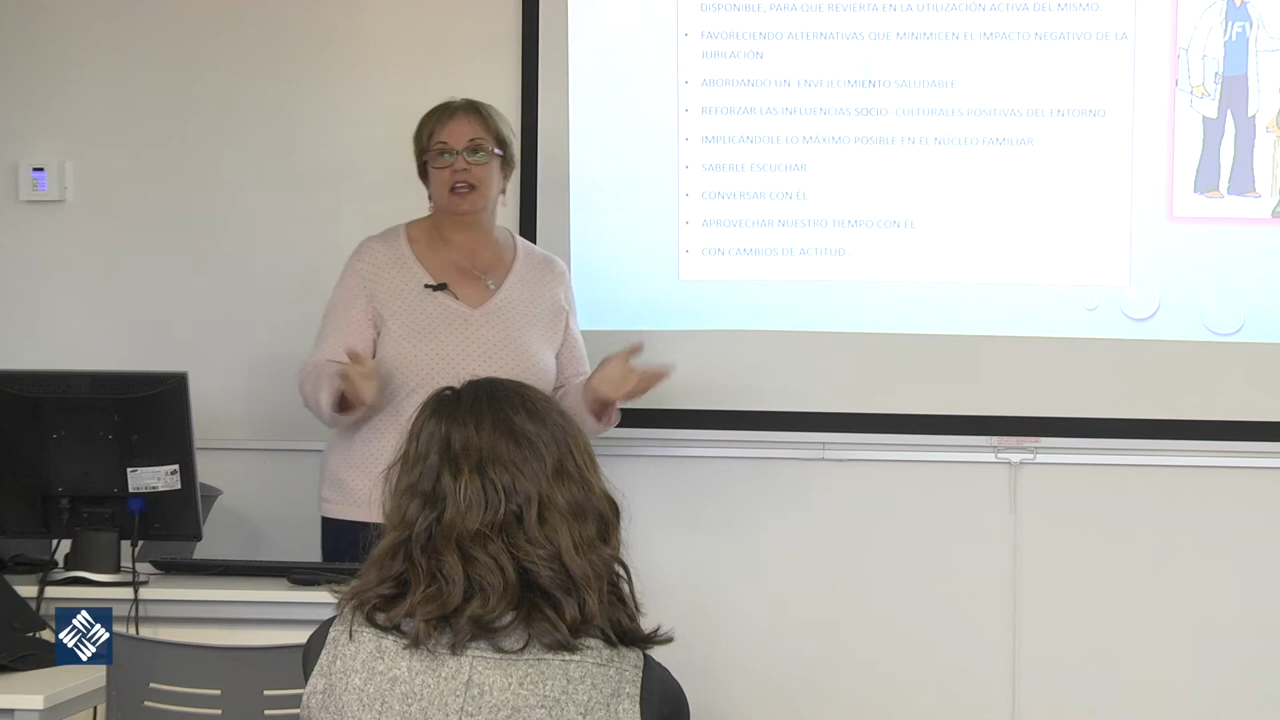 DISPONIBLE, PARA QUE REVIERTA EN LA UTILIZACIÓN ACTIVA DEL MISMO.
• FAVORECIENDO ALTERNATIVAS QUE MINIMICEN EL IMPACTO NEGATIVO DE LA
JUBILACIÓN
• ABORDANDO UN ENVEJECIMIENTO SALUDABLE
• REFORZAR LAS INFLUENCIAS SOCIO- CULTURALES POSITIVAS DEL ENTORNO
• IMPLICÁNDOLE LO MÁXIMO POSIBLE EN EL NÚCLEO FAMILIAR
• SABERLE ESCUCHAR
• CONVERSAR CON ÉL
• APROVECHAR NUESTRO TIEMPO CON ÉL
• CON CAMBIOS DE ACTITUD..
UFV